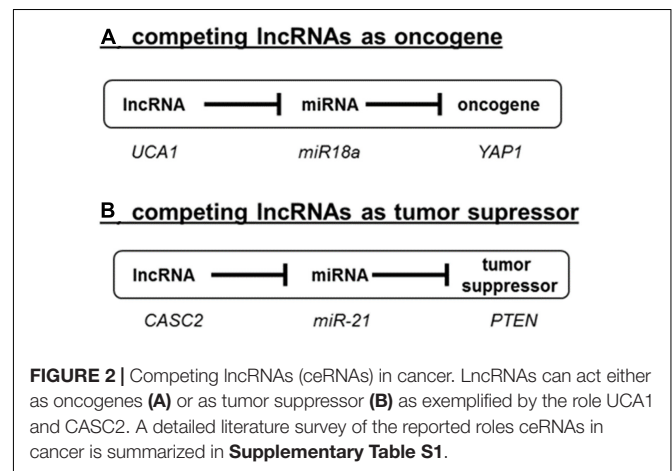 A, competing lncRNAs as oncogene
lncRNA miRNA oncogene
UCA1 miR18a YAP1
B, competing lncRNAs as tumor supressor
lncRNA miRNA tumor suppressor
CASC2 miR-21 PTEN
FIGURE 2 | Competing lncRNAs (ceRNAs) in cancer. LncRNAs can act either
as oncogenes (A) or as tumor suppressor (B) as exemplified by the role UCA1
and CASC2. A detailed literature survey of the reported roles ceRNAs in
cancer is summarized in Supplementary Table S1.